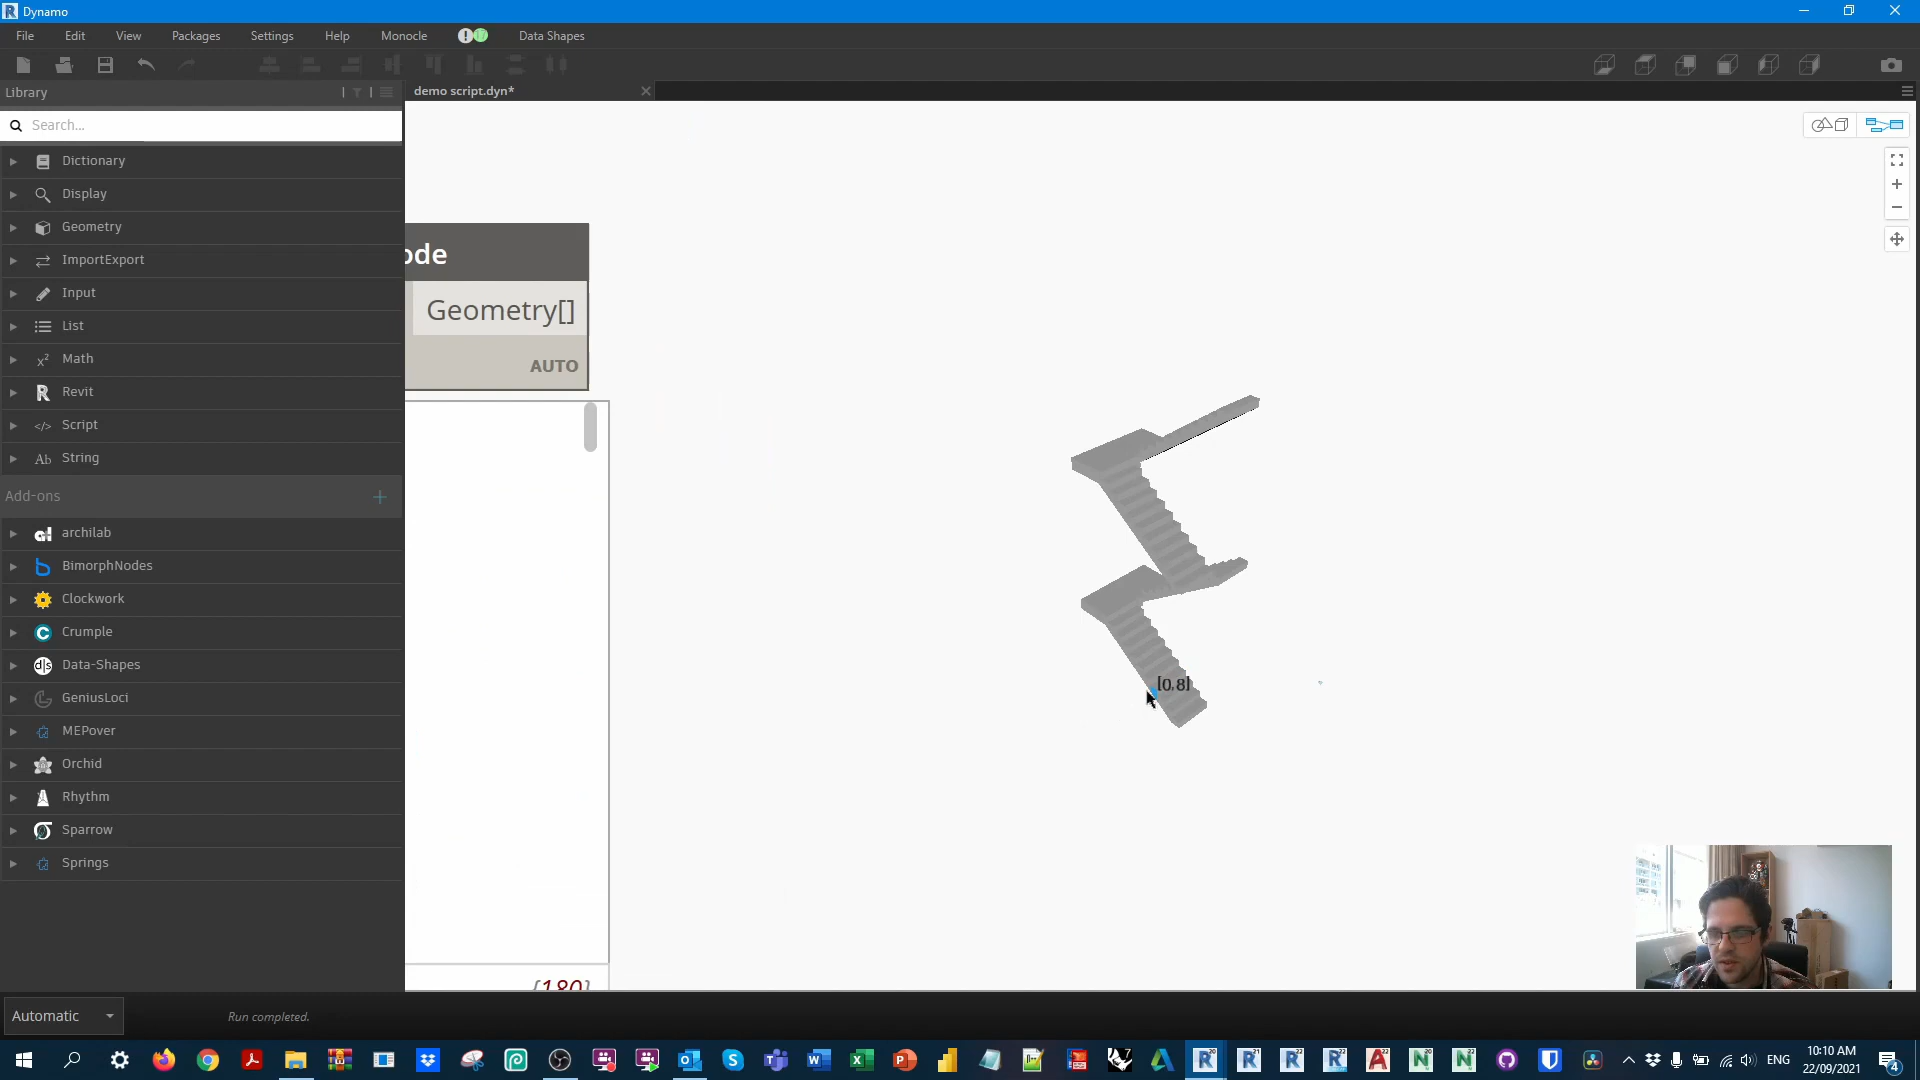 Dynamo
File Edit View Packages Settings Help Monocle Data Shapes
Library
demo script.dyn*
Search...
Dictionary
Display
Geometry
ImportExport
Input
List
Math
Revit
Script
String
Add-ons
archilab
BimorphNodes
Clockwork
Crumple
Data-Shapes
GeniusLoci
MEPover
Orchid
Rhythm
Sparrow
Springs
ode
Geometry[]
AUTO
[0,8]
{180}
Automatic
Run completed.
ENG
10:10 AM
22/09/2021